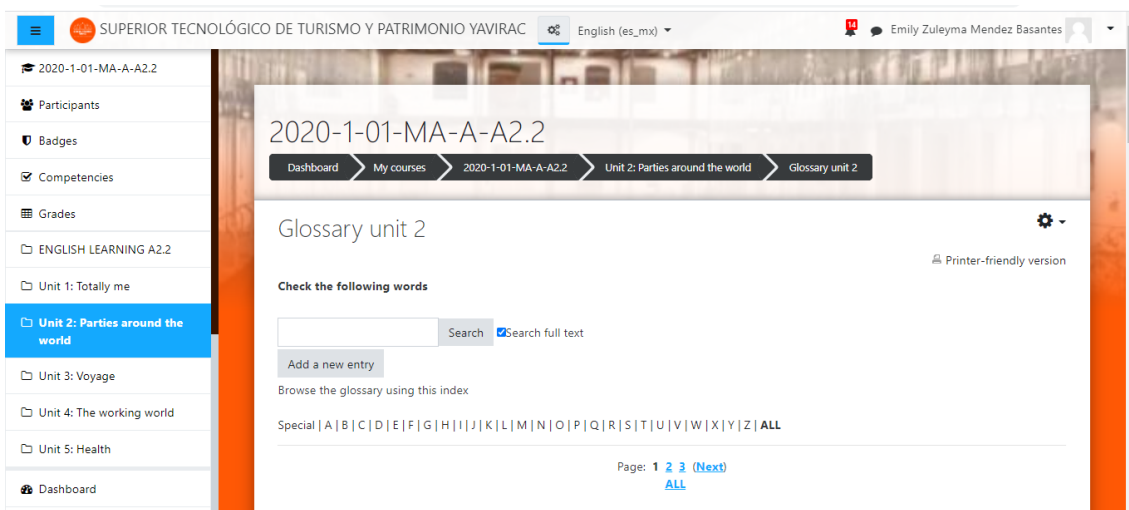 SUPERIOR TECNOLÓGICO DE TURISMO Y PATRIMONIO YAVIRAC English (es_mx) 14 Emily Zuleyma Mendez Basantes
2020-1-01-MA-A-A2.2
Participants
Badges
Competencies
Grades
ENGLISH LEARNING A2.2
Unit 1: Totally me
Unit 2: Parties around the
world
Unit 3: Voyage
Unit 4: The working world
Unit 5: Health
Dashboard
2020-1-01-MA-A-A2.2
Dashboard My courses 2020-1-01-MA-A-A2.2 Unit 2: Parties around the world Glossary unit 2
Glossary unit 2
Printer-friendly version
Check the following words
Search Search full text
Add a new entry
Browse the glossary using this index
Special | A | B | C | D | E | F | G | H | I | J | K | L | M | N | O | P | Q | R | S | T | U | V | W | X | Y | Z | ALL
Page: 1 2 3 (Next)
ALL